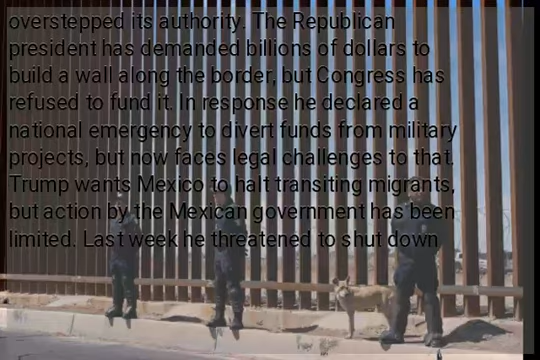 overstepped its authority. The Republican
president has demanded billions of dollars to
build a wall along the border, but Congress has
refused to fund it. In response he declared a
national emergency to divert funds from military
projects, but now faces legal challenges to that.
Trump wants Mexico to halt transiting migrants,
but action by the Mexican government has been
limited. Last week he threatened to shut down